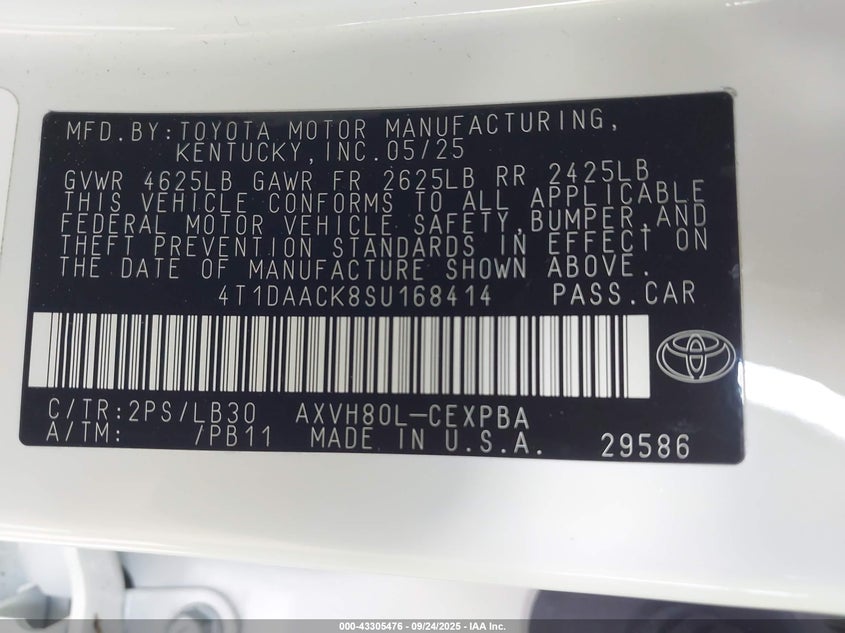 MFD.BY:TOYOTA MOTOR MANUFACTURING,
KENTUCKY,INC.05/25
GVWR 4625LB GAWR FR 2625LB RR 2425LB
THIS VEHICLE CONFORMS TO ALL APPLICABLE
FEDERAL MOTOR VEHICLE SAFETY,BUMPER,AND
THEFT PREVENTION STANDARDS IN EFFECT ON
THE DATE OF MANUFACTURE SHOWN ABOVE.
4T1DAACK8SU168414 PASS.CAR
C/TR:2PS/LB30 AXVH80L-CEXPBA
A/TM: /PB11 MADE IN U.S.A. 29586
000-43305476 - 09/24/2025 - IAA Inc.